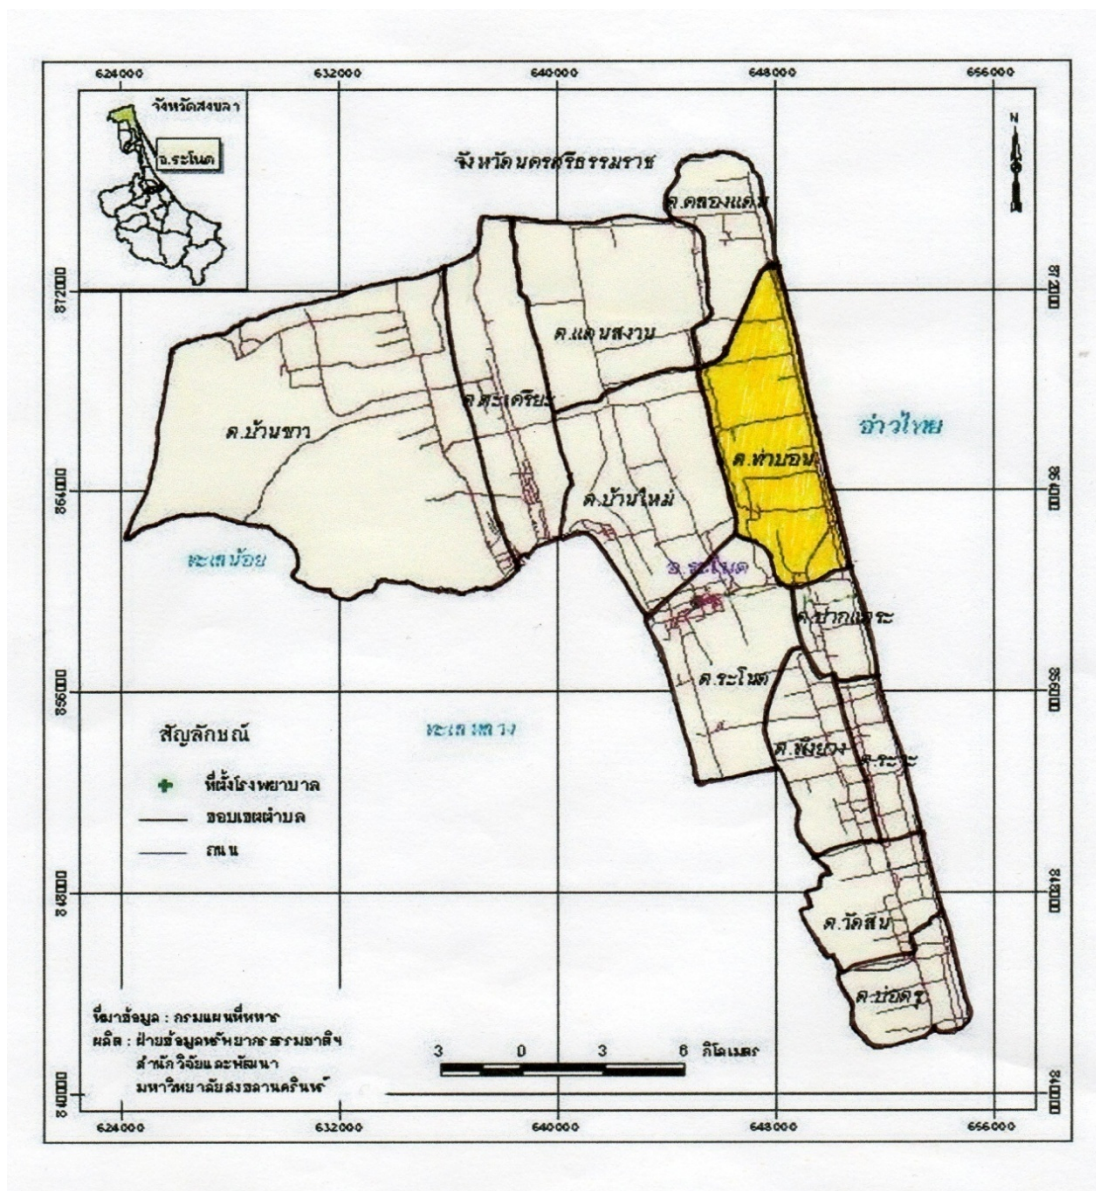 624000 632000 640000 648000 656000
จังหวัดสงขลา
อ.ระโนด
N
จังหวัดนครศรีธรรมราช
ต.คลองแดน
872000 872000
ต.แดนสงวน
ต.ตะเครียะ
ต.บ้านขาว
อ่าวไทย
ต.ท่าบอน
864000 864000
ต.บ้านใหม่
ทะเลน้อย
อ.ระโนด
ต.ปากแตระ
ต.ระโนด
856000 856000
ทะเลหลวง
สัญลักษณ์
ต.พังยาง
ต.ระวะ
ที่ตั้งโรงพยาบาล
ขอบเขตตำบล
ถนน
848000 848000
ต.วัดสน
ต.บ่อตรุ
ที่มาข้อมูล : กรมแผนที่ทหาร
ผลิต : ฝ่ายข้อมูลทรัพยากรธรรมชาติฯ
สำนักวิจัยและพัฒนา
มหาวิทยาลัยสงขลานครินทร์
3 0 3 6 กิโลเมตร
840000 840000
624000 632000 640000 648000 656000